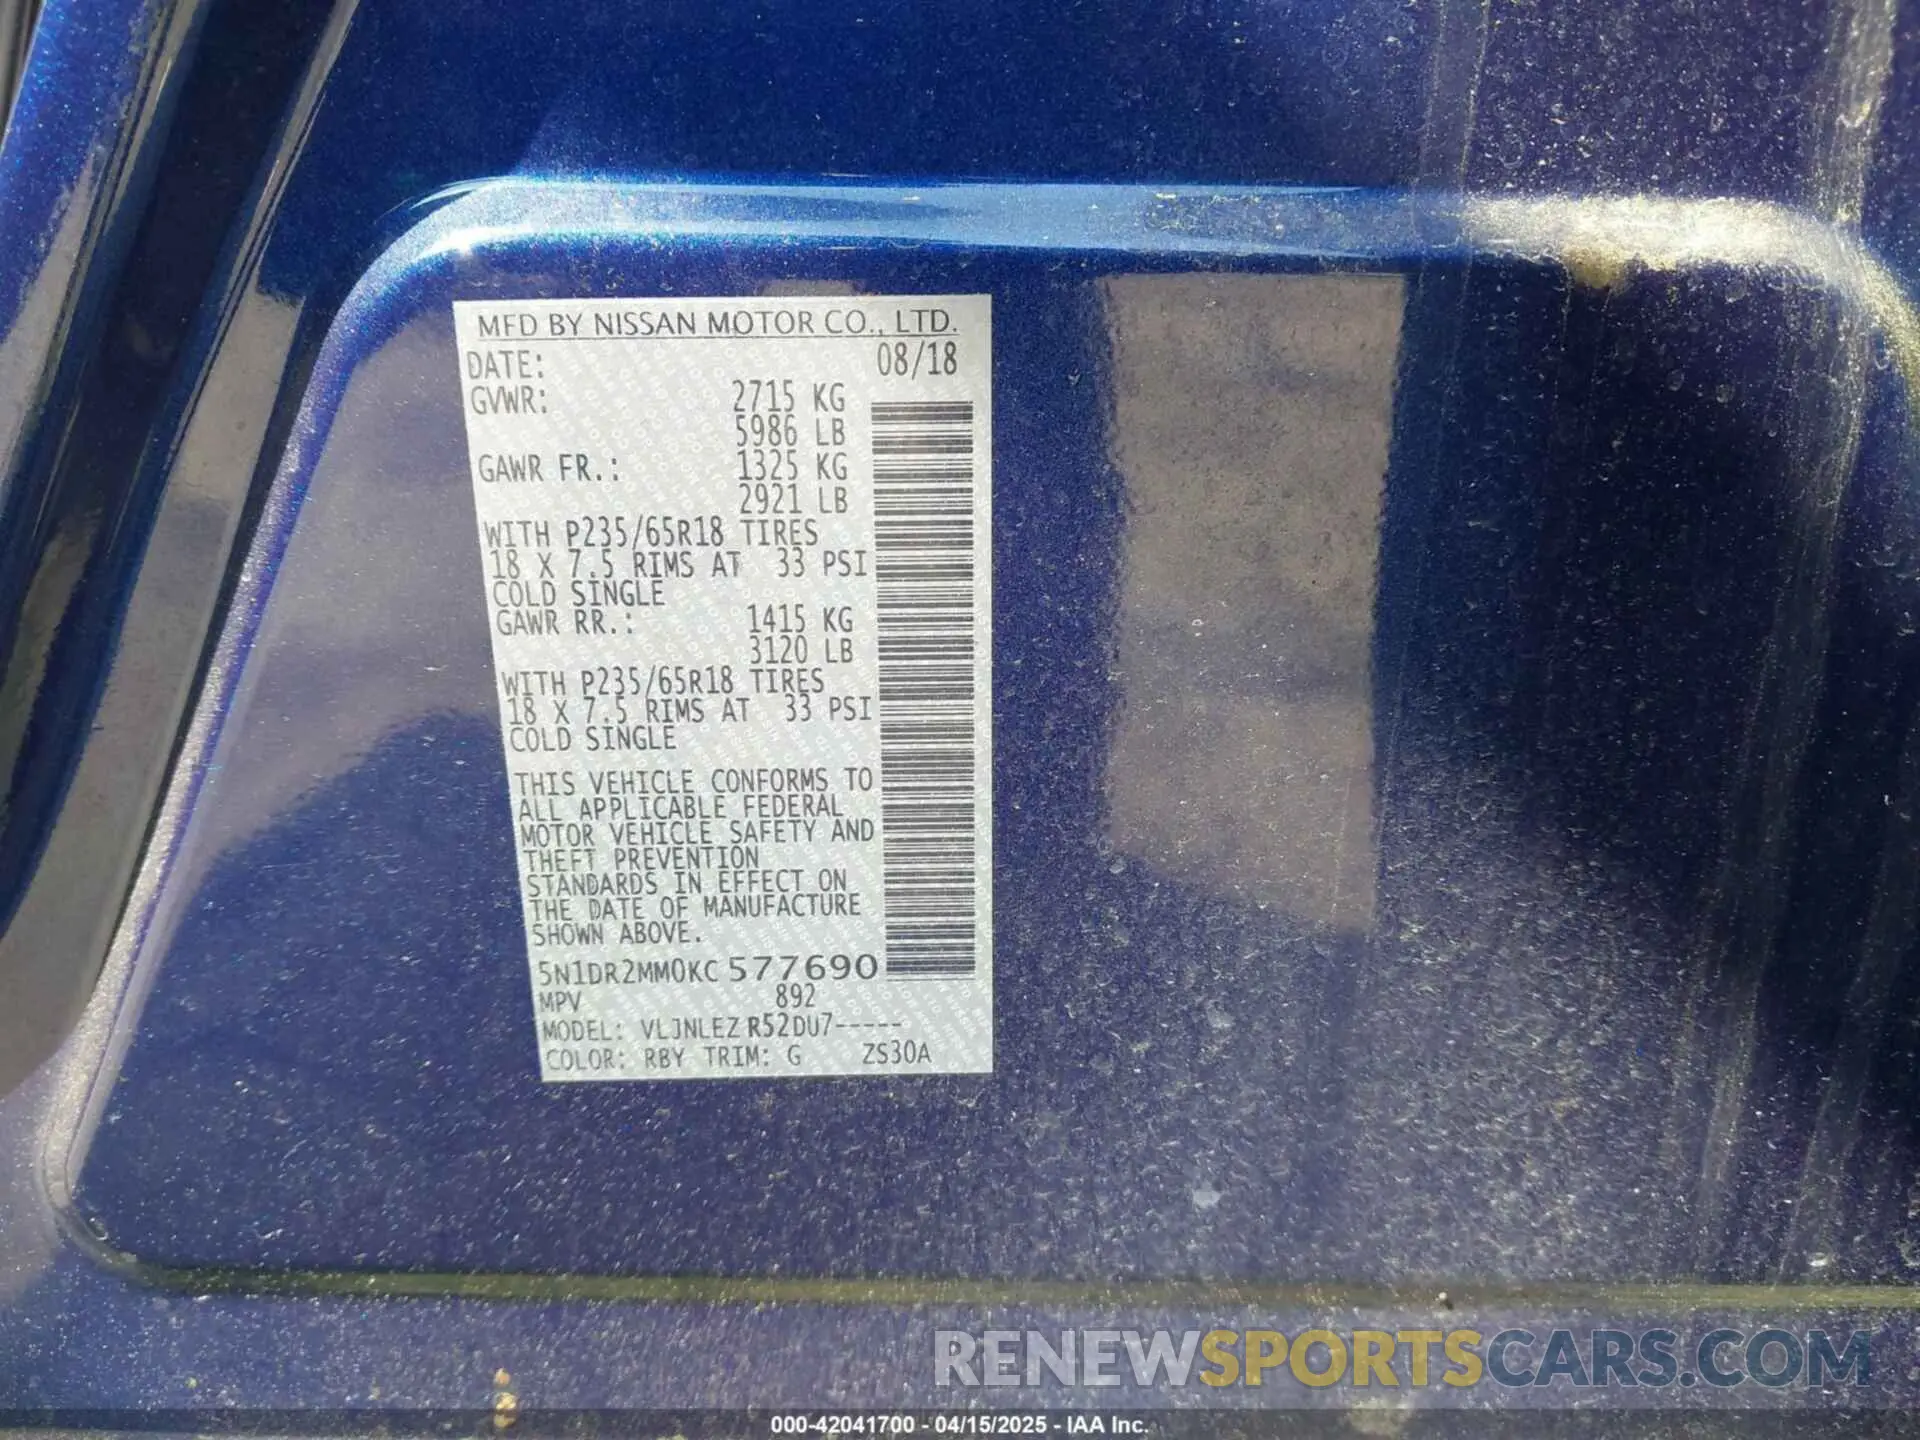 MFD BY NISSAN MOTOR CO., LTD.
DATE: 08/18
GVWR: 2715 KG
5986 LB
GAWR FR.: 1325 KG
2921 LB
WITH P235/65R18 TIRES
18 X 7.5 RIMS AT 33 PSI
COLD SINGLE
GAWR RR.: 1415 KG
3120 LB
WITH P235/65R18 TIRES
18 X 7.5 RIMS AT 33 PSI
COLD SINGLE
THIS VEHICLE CONFORMS TO
ALL APPLICABLE FEDERAL
MOTOR VEHICLE SAFETY AND
THEFT PREVENTION
STANDARDS IN EFFECT ON
THE DATE OF MANUFACTURE
SHOWN ABOVE.
5N1DR2MM0KC577690
MPV 892
MODEL: VLJNLEZ R52DU7-----
COLOR: RBY TRIM: G ZS30A
RENEWSPORTSCARS.COM
000-42041700 - 04/15/2025 - IAA Inc.